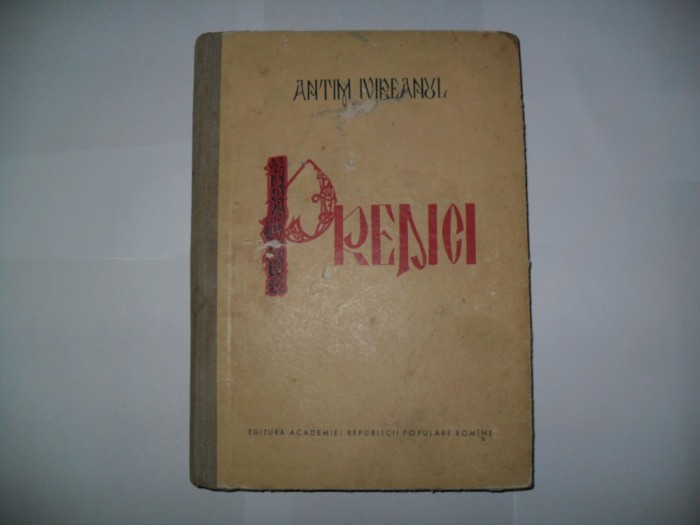 ANTIM IVIREANUL
PREDICI
EDITURA ACADEMIEI REPUBLICII POPULARE ROMÎNE